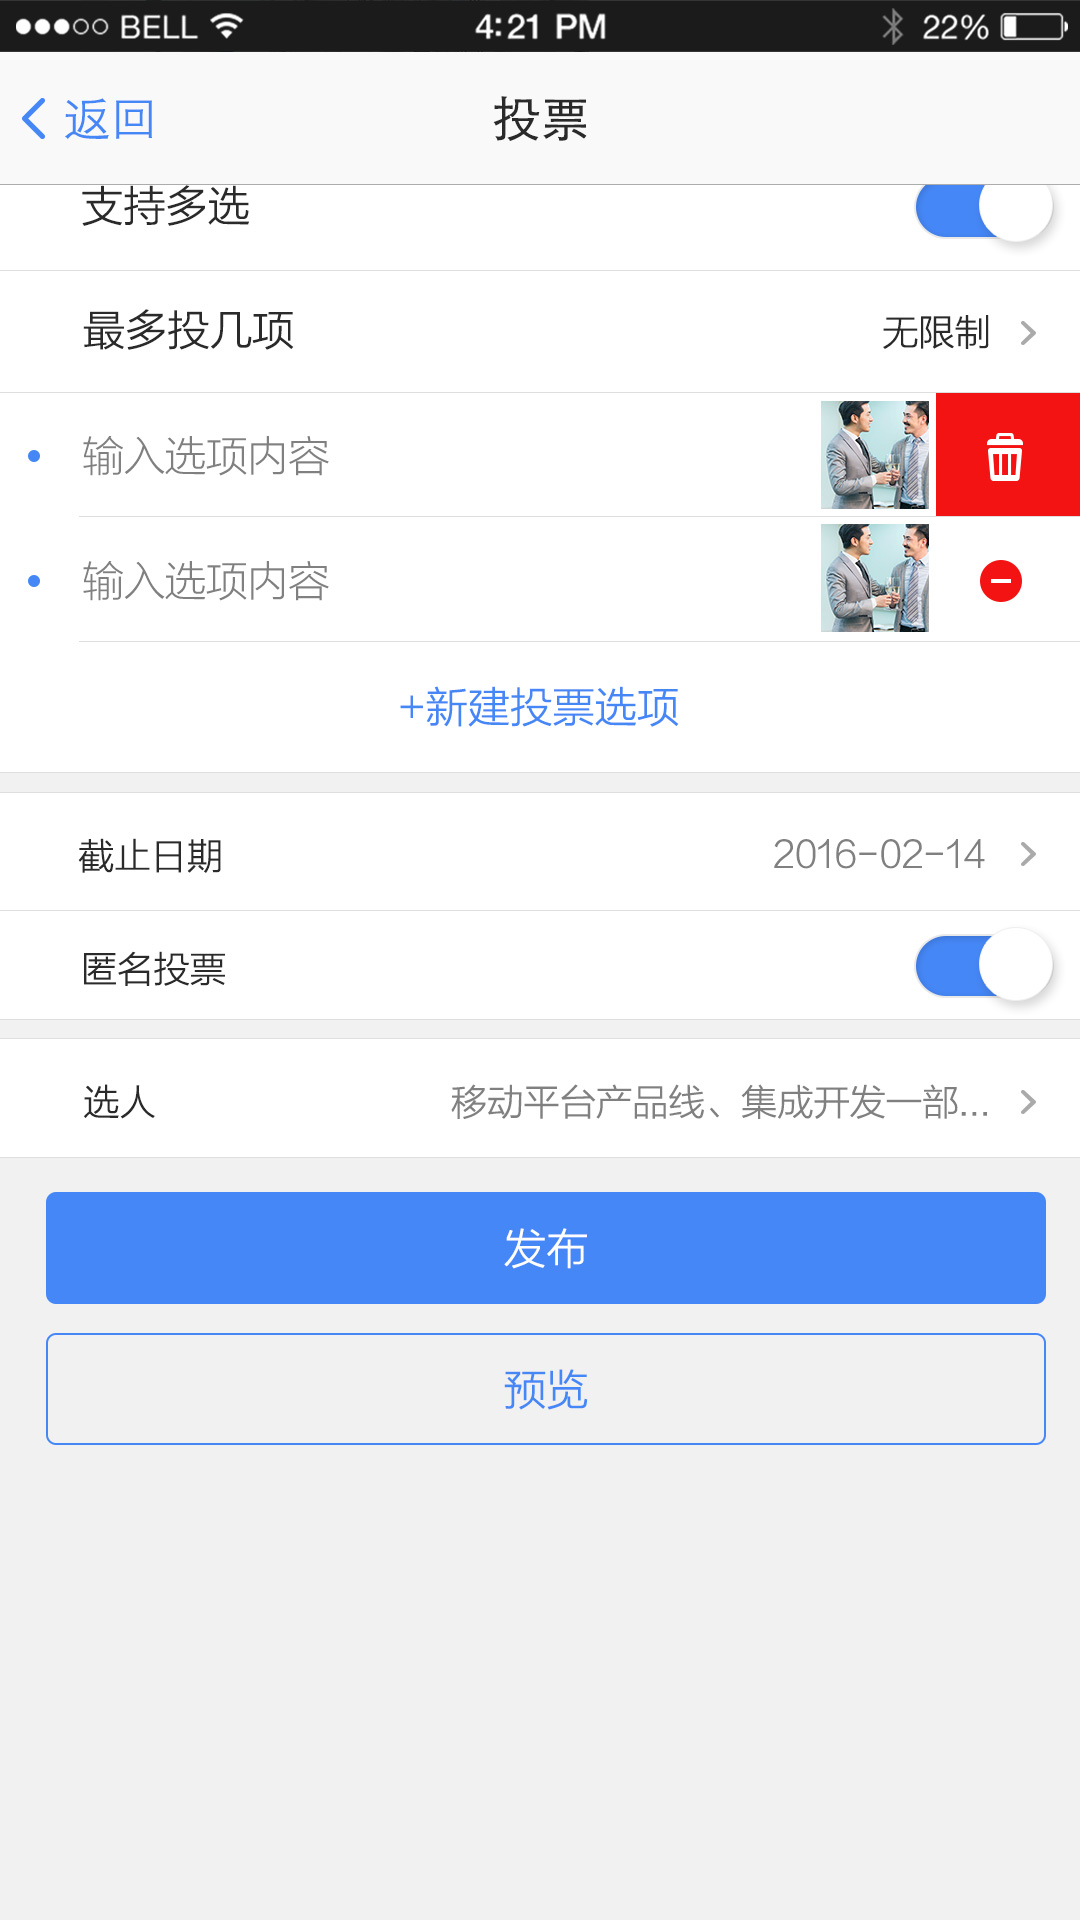 BELL 4:21 PM 22%
返回 投票
支持多选
最多投几项 无限制
输入选项内容
输入选项内容
+新建投票选项
截止日期 2016-02-14
匿名投票
选人 移动平台产品线、集成开发一部...
发布
预览